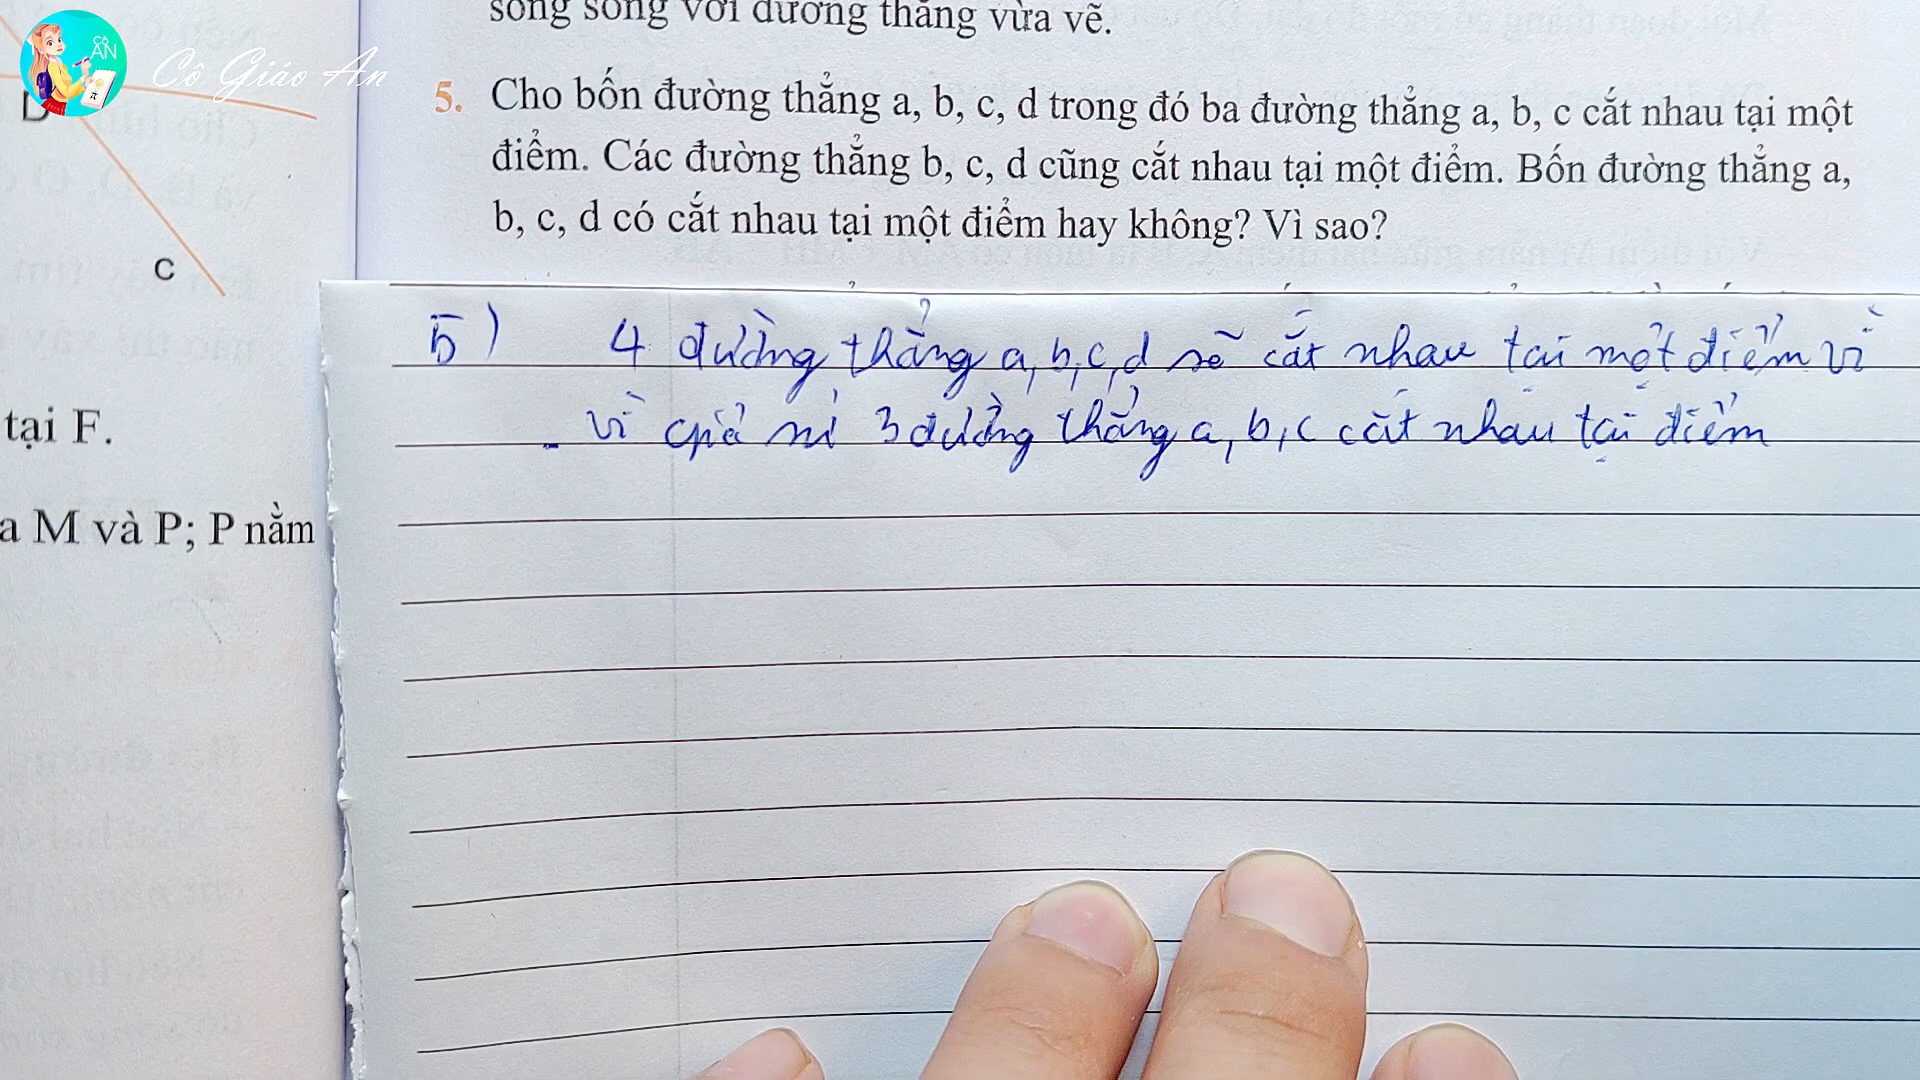 song song với đường thẳng vừa vẽ.
CÔ AN
Cô Giáo An
D
5. Cho bốn đường thẳng a, b, c, d trong đó ba đường thẳng a, b, c cắt nhau tại một
điểm. Các đường thẳng b, c, d cũng cắt nhau tại một điểm. Bốn đường thẳng a,
b, c, d có cắt nhau tại một điểm hay không? Vì sao?
C
tại F.
a M và P; P nằm
5) 4 đường thẳng a, b, c, d sẽ cắt nhau tại một điểm vì
- vì giả sử 3 đường thẳng a, b, c cắt nhau tại điểm